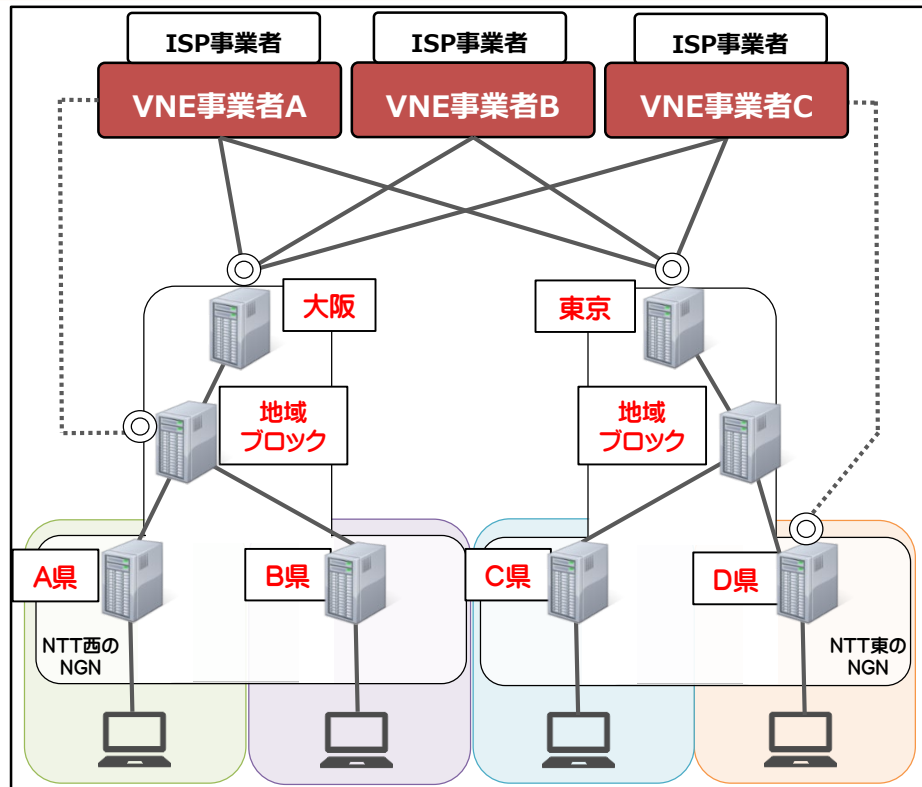 ISP事業者
ISP事業者
ISP事業者
VNE事業者A
VNE事業者B
VNE事業者C
大阪
東京
地域
ブロック
地域
ブロック
A県
B県
C県
D県
NTT西の
NGN
NTT東の
NGN